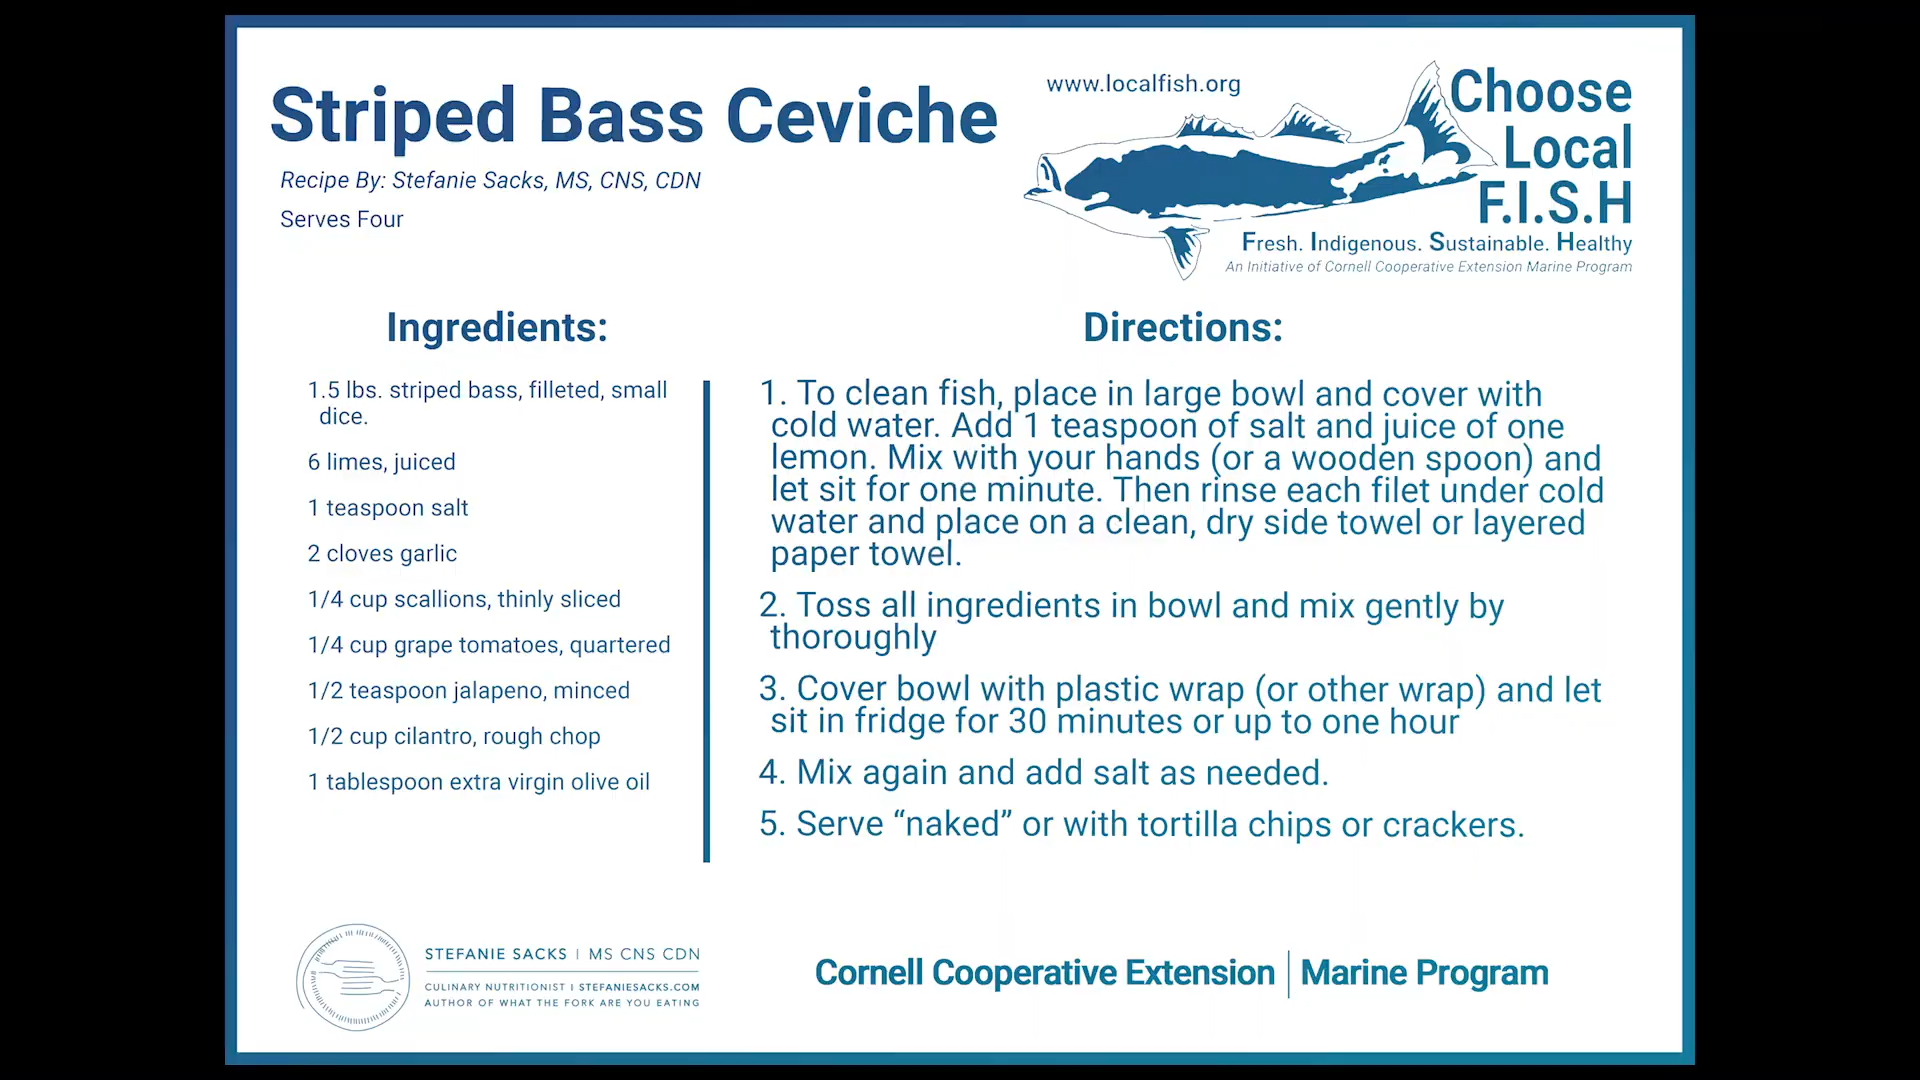 Striped Bass Ceviche
Recipe By: Stefanie Sacks, MS, CNS, CDN
Serves Four
www.localfish.org
Choose
Local
F.I.S.H
Fresh. Indigenous. Sustainable. Healthy
An Initiative of Cornell Cooperative Extension Marine Program
Ingredients:
1.5 lbs. striped bass, filleted, small
dice.
6 limes, juiced
1 teaspoon salt
2 cloves garlic
1/4 cup scallions, thinly sliced
1/4 cup grape tomatoes, quartered
1/2 teaspoon jalapeno, minced
1/2 cup cilantro, rough chop
1 tablespoon extra virgin olive oil
Directions:
1. To clean fish, place in large bowl and cover with
cold water. Add 1 teaspoon of salt and juice of one
lemon. Mix with your hands (or a wooden spoon) and
let sit for one minute. Then rinse each filet under cold
water and place on a clean, dry side towel or layered
paper towel.
2. Toss all ingredients in bowl and mix gently by
thoroughly
3. Cover bowl with plastic wrap (or other wrap) and let
sit in fridge for 30 minutes or up to one hour
4. Mix again and add salt as needed.
5. Serve “naked” or with tortilla chips or crackers.
STEFANIE SACKS | MS CNS CDN
CULINARY NUTRITIONIST | STEFANIESACKS.COM
AUTHOR OF WHAT THE FORK ARE YOU EATING
Cornell Cooperative Extension | Marine Program